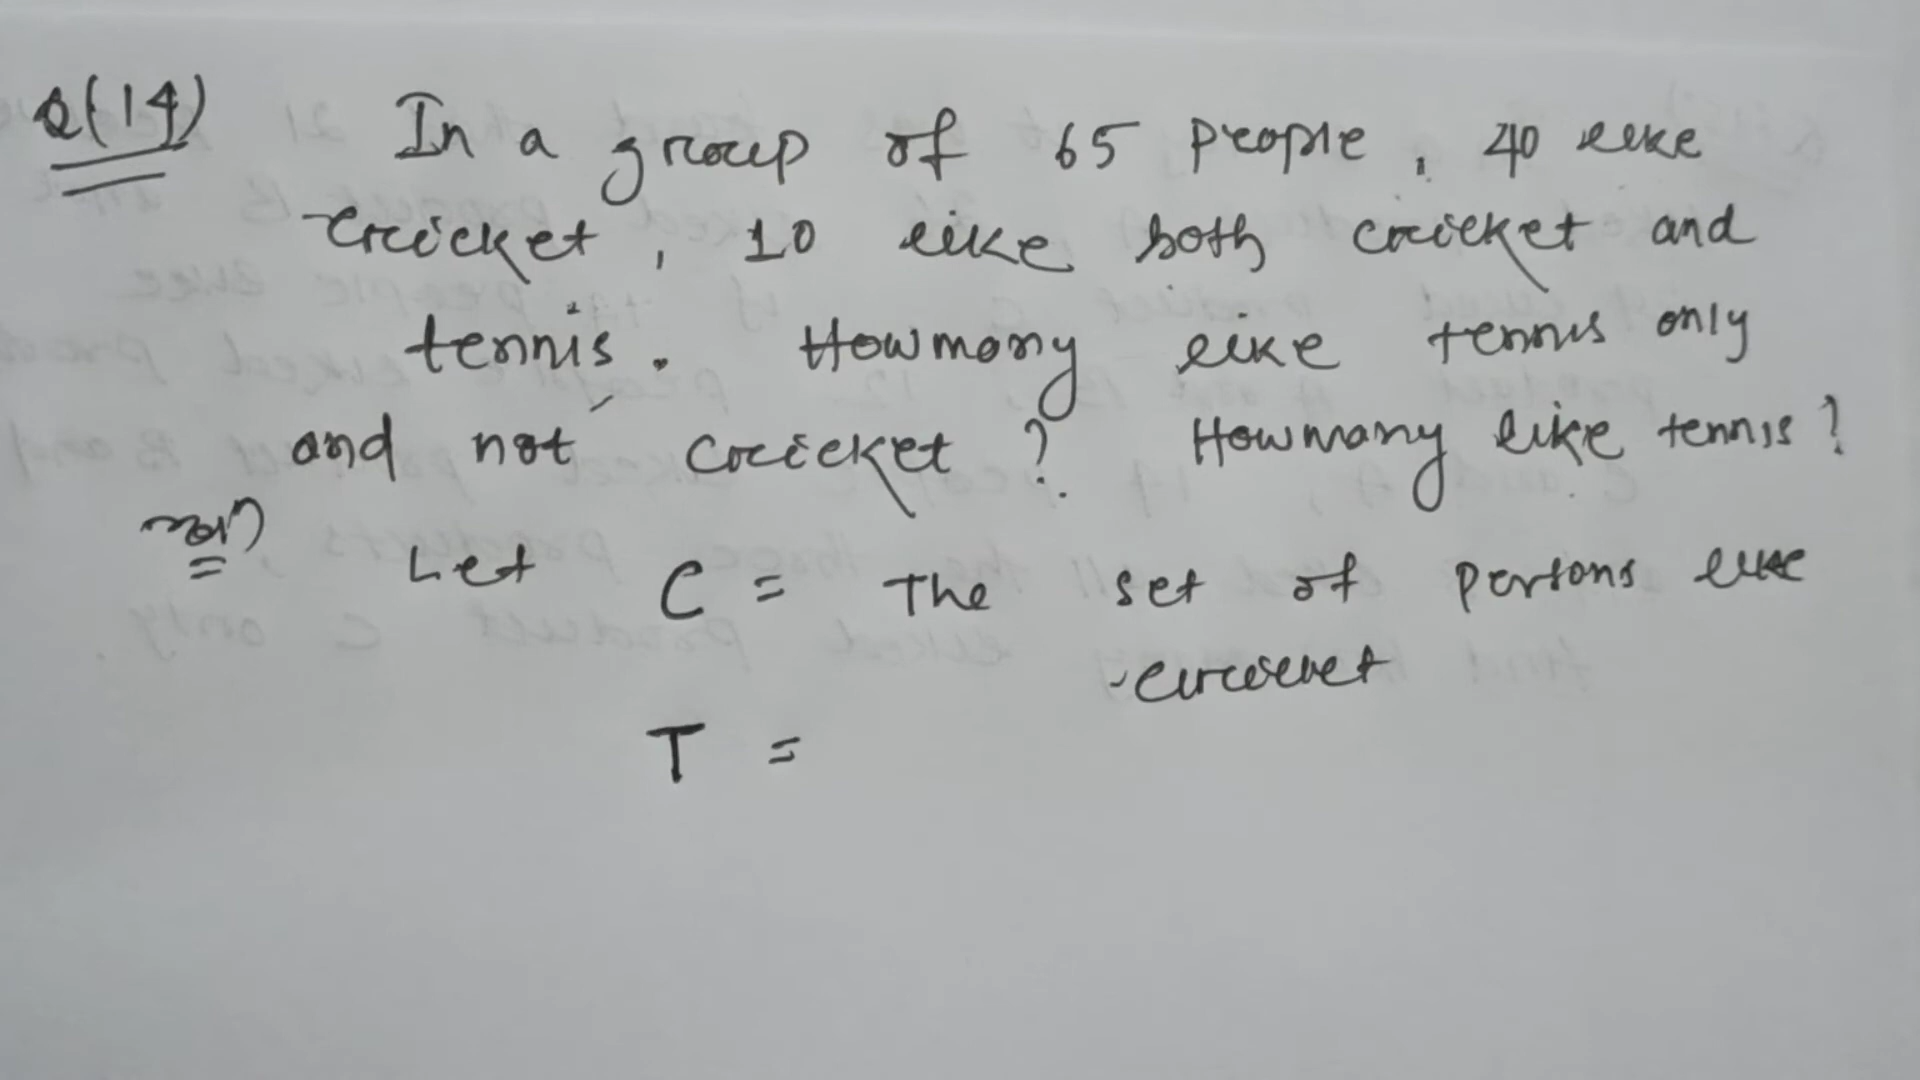 Q(14) In a group of 65 people, 40 like
cricket, 10 like both cricket and
tennis. How many like tennis only
and not cricket? How many like tennis?
Let C = The set of persons like
cricket
T =